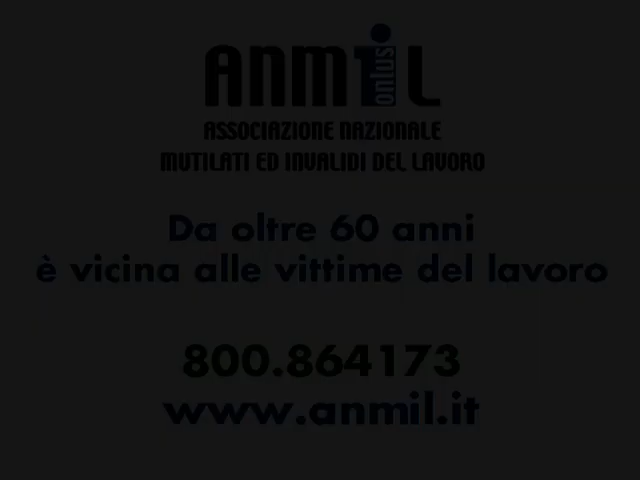 ANMIL
onlus
ASSOCIAZIONE NAZIONALE
MUTILATI ED INVALIDI DEL LAVORO
Da oltre 60 anni
è vicina alle vittime del lavoro
800.864173
www.anmil.it